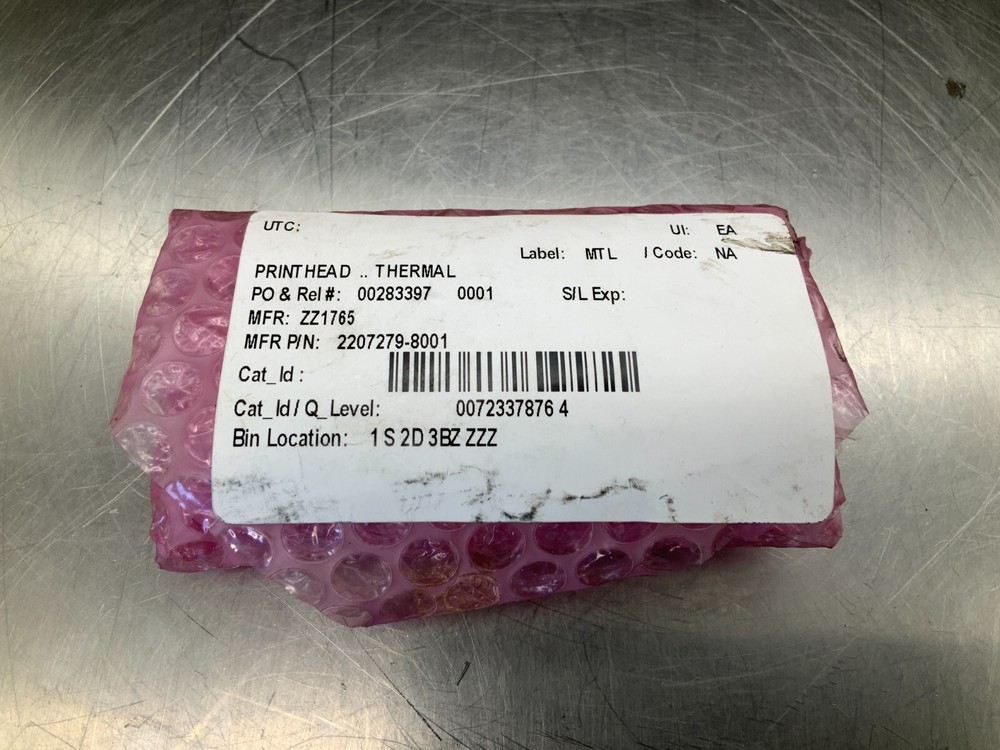 UTC:
UI: EA
Label: MTL / Code: NA
PRINTHEAD .. THERMAL
PO & Rel #: 00283397 0001 S/L Exp:
MFR: ZZ1765
MFR P/N: 2207279-8001
Cat_Id :
Cat_Id / Q_Level: 0072337876 4
Bin Location: 1 S 2D 3BZ ZZZ